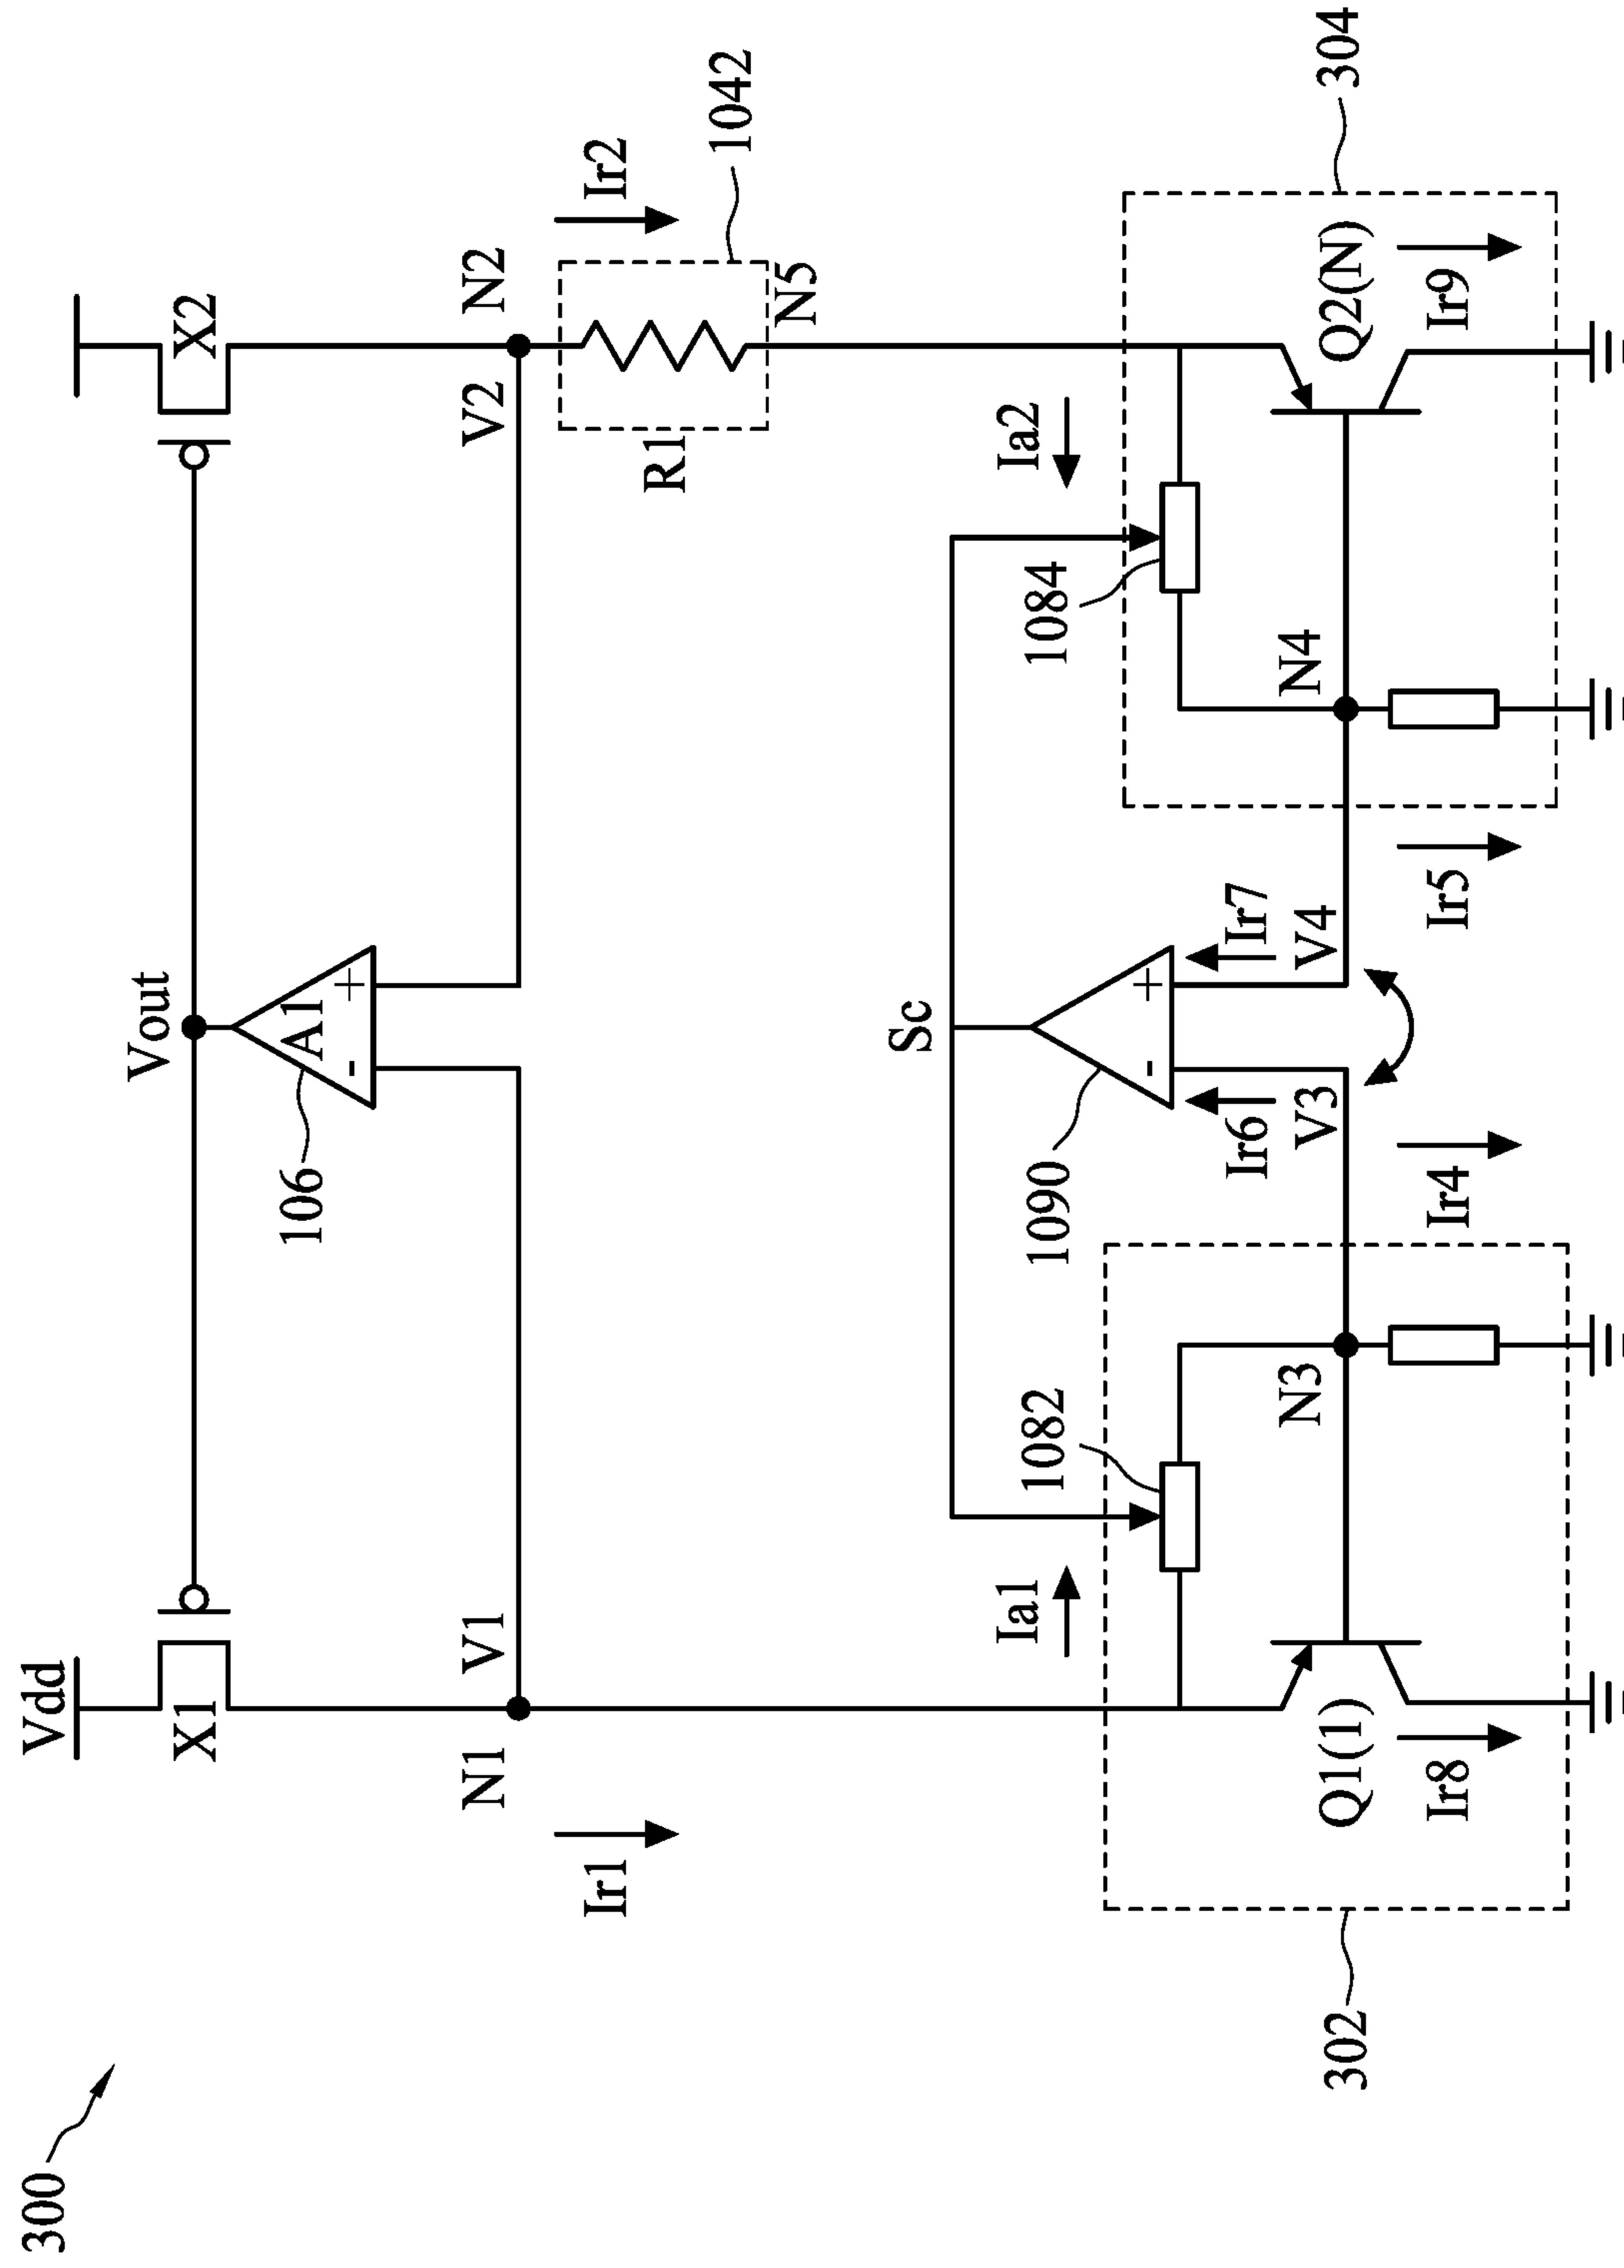 300
Vdd
X1
X2
Vout
A1
-
+
106
N1
V1
V2
N2
Ir1
Ir2
R1
1042
N5
Sc
Ia1
Ia2
1082
1084
1090
-
+
Ir6
Ir7
V3
V4
N3
N4
Q1(1)
Q2(N)
Ir8
Ir4
Ir5
Ir9
302
304